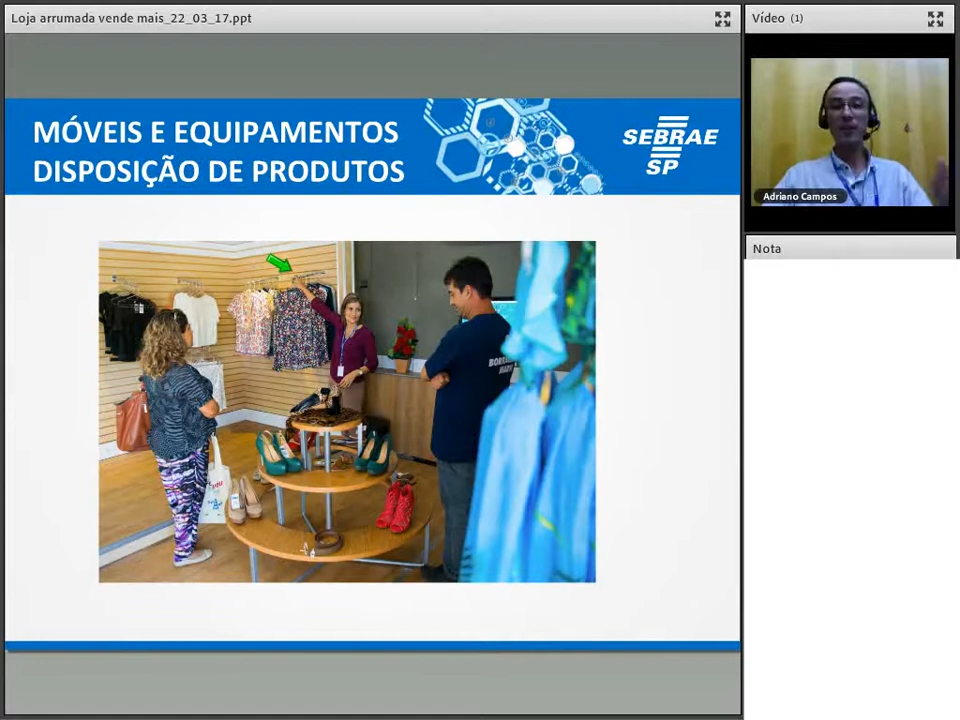 Loja arrumada vende mais_22_03_17.ppt
Vídeo (1)
MÓVEIS E EQUIPAMENTOS
DISPOSIÇÃO DE PRODUTOS
SEBRAE
SP
Adriano Campos
Nota